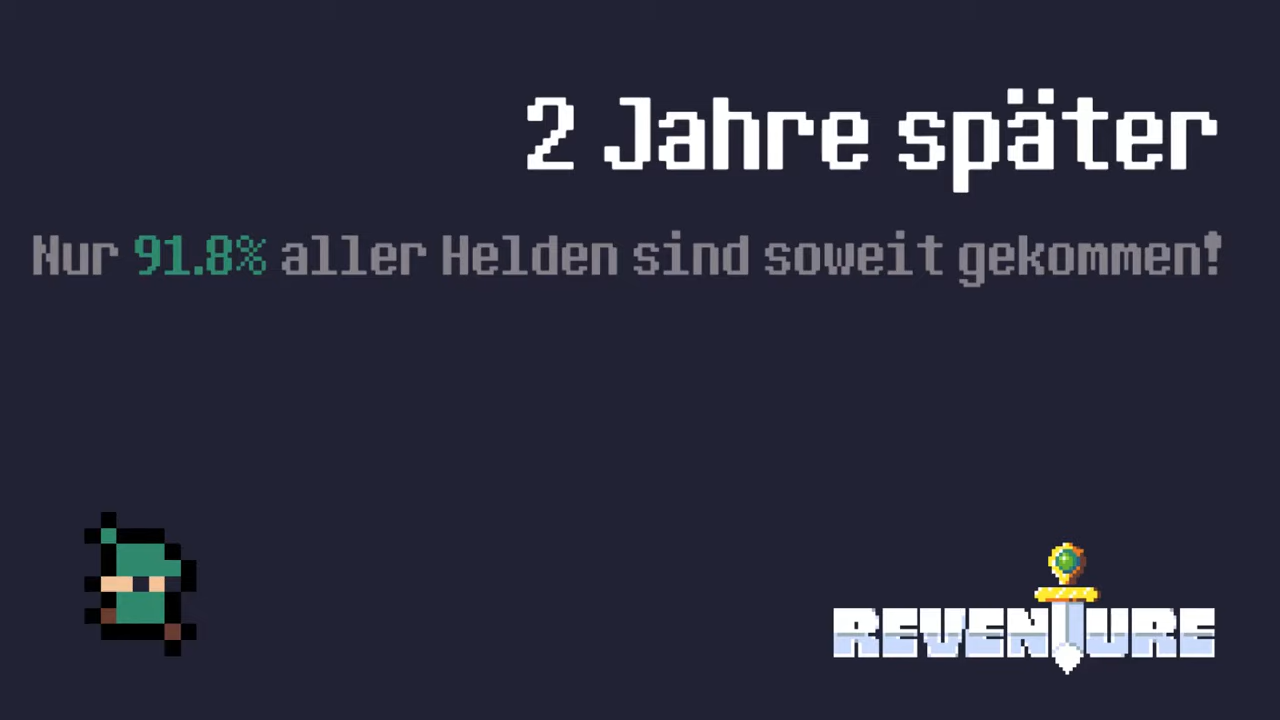 2 Jahre später
Nur 91.8% aller Helden sind soweit gekommen!
REVENTURE